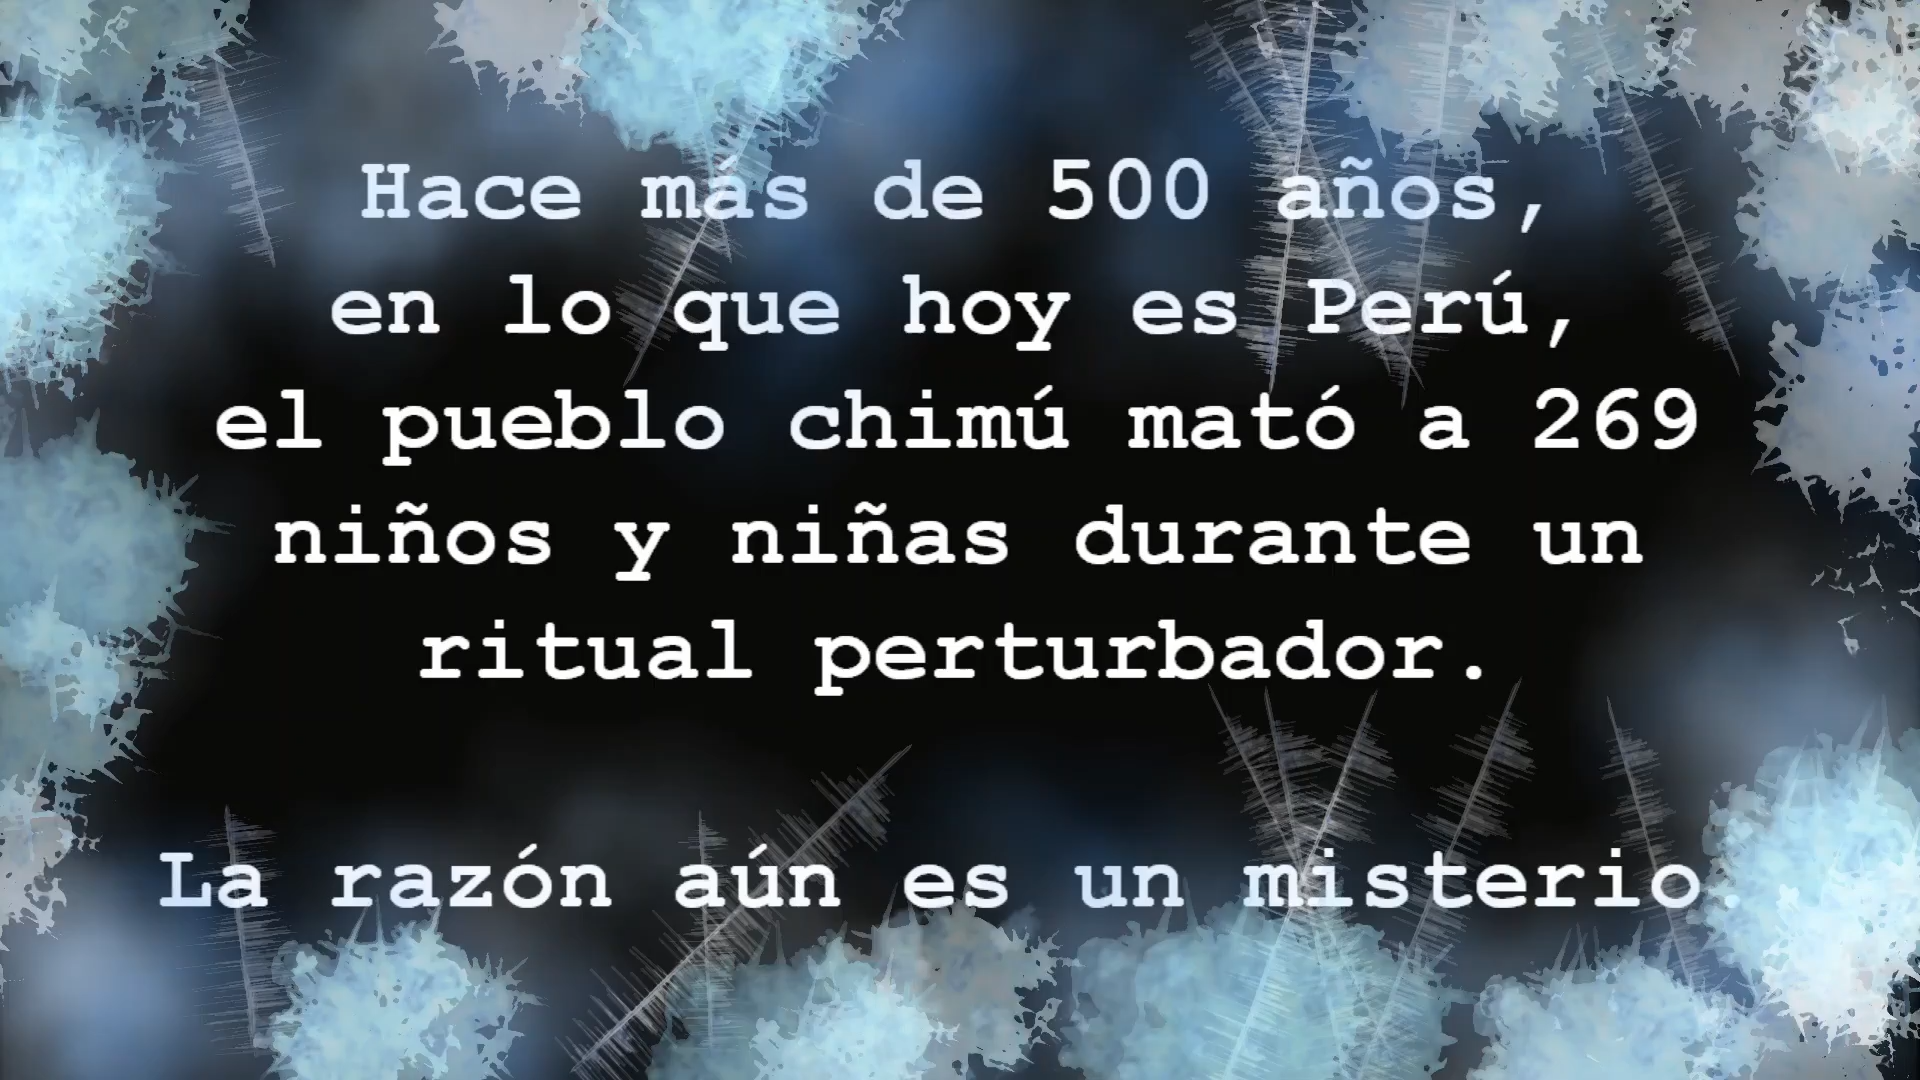 Hace más de 500 años,
en lo que hoy es Perú,
el pueblo chimú mató a 269
niños y niñas durante un
ritual perturbador.
La razón aún es un misterio.